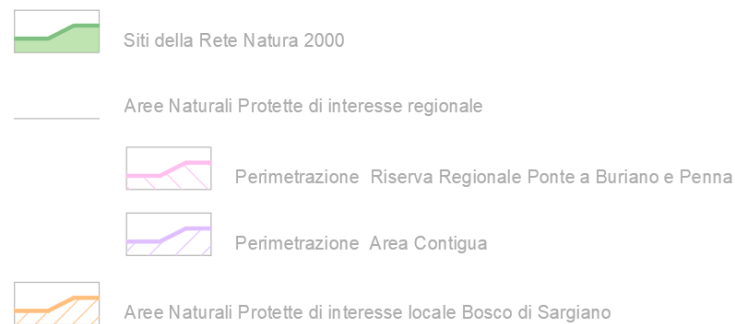 Siti della Rete Natura 2000
Aree Naturali Protette di interesse regionale
Perimetrazione Riserva Regionale Ponte a Buriano e Penna
Perimetrazione Area Contigua
Aree Naturali Protette di interesse locale Bosco di Sargiano